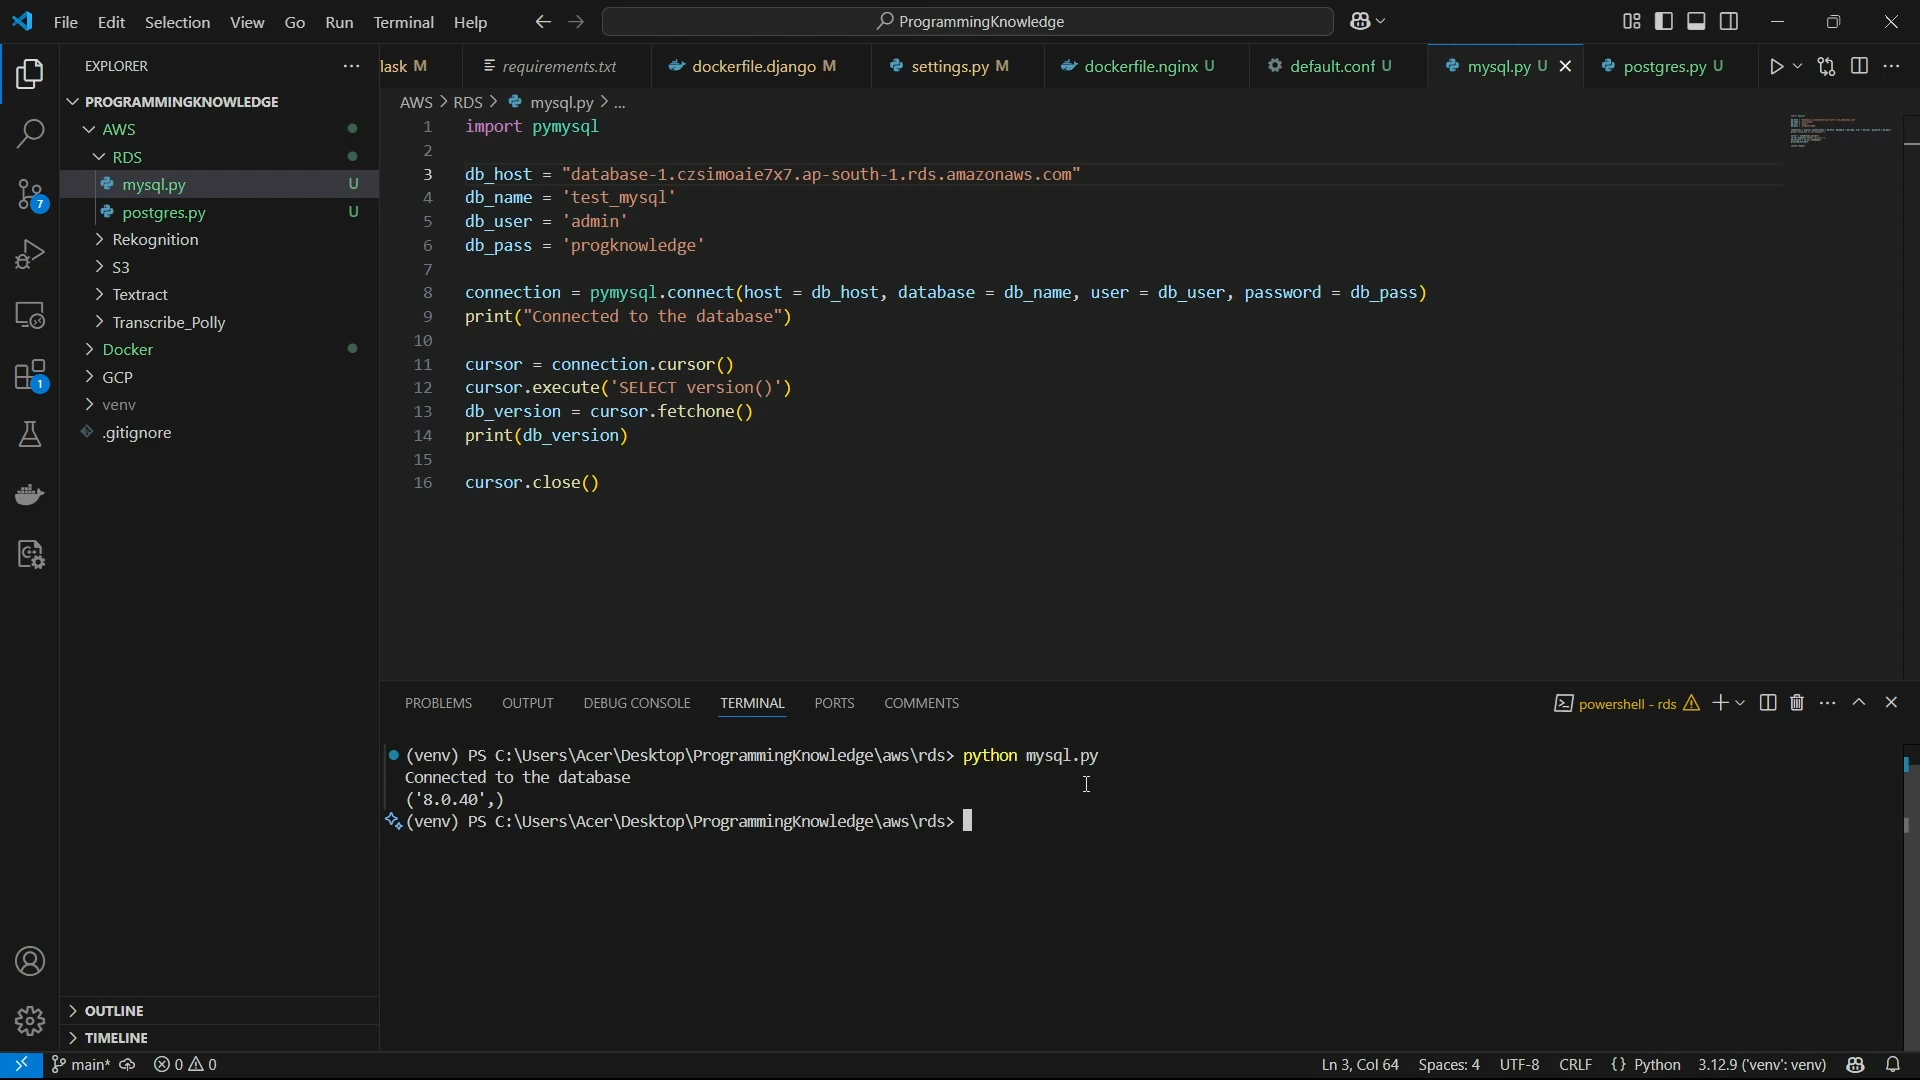 File Edit Selection View Go Run Terminal Help
ProgrammingKnowledge
EXPLORER
PROGRAMMINGKNOWLEDGE
AWS
RDS
mysql.py U
postgres.py U
Rekognition
S3
Textract
Transcribe_Polly
Docker
GCP
venv
.gitignore
7
1
OUTLINE
TIMELINE
lask M requirements.txt dockerfile.django M settings.py M dockerfile.nginx U default.conf U mysql.py U postgres.py U
AWS > RDS > mysql.py > ...
1 import pymysql
2
3 db_host = "database-1.czsimoaie7x7.ap-south-1.rds.amazonaws.com"
4 db_name = 'test_mysql'
5 db_user = 'admin'
6 db_pass = 'progknowledge'
7
8 connection = pymysql.connect(host = db_host, database = db_name, user = db_user, password = db_pass)
9 print("Connected to the database")
10
11 cursor = connection.cursor()
12 cursor.execute('SELECT version()')
13 db_version = cursor.fetchone()
14 print(db_version)
15
16 cursor.close()
PROBLEMS OUTPUT DEBUG CONSOLE TERMINAL PORTS COMMENTS
powershell - rds
(venv) PS C:\Users\Acer\Desktop\ProgrammingKnowledge\aws\rds> python mysql.py
Connected to the database
('8.0.40',)
(venv) PS C:\Users\Acer\Desktop\ProgrammingKnowledge\aws\rds>
main* 0 0 Ln 3, Col 64 Spaces: 4 UTF-8 CRLF {} Python 3.12.9 ('venv': venv)